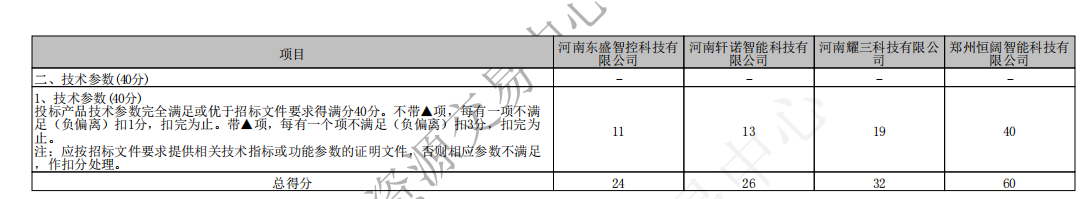 项目
河南东盛智控科技有
限公司
河南轩诺智能科技有
限公司
河南耀三科技有限公
司
郑州恒阔智能科技有
限公司
二、技术参数(40分)
–
–
–
–
1、技术参数(40分)
投标产品技术参数完全满足或优于招标文件要求得满分40分。不带▲项，每有一项不满
足（负偏离）扣1分，扣完为止。带▲项，每有一个项不满足（负偏离）扣3分，扣完为
止。
注：应按招标文件要求提供相关技术指标或功能参数的证明文件，否则相应参数不满足
，作扣分处理。
11
13
19
40
总得分
24
26
32
60
资源交易中心
中心